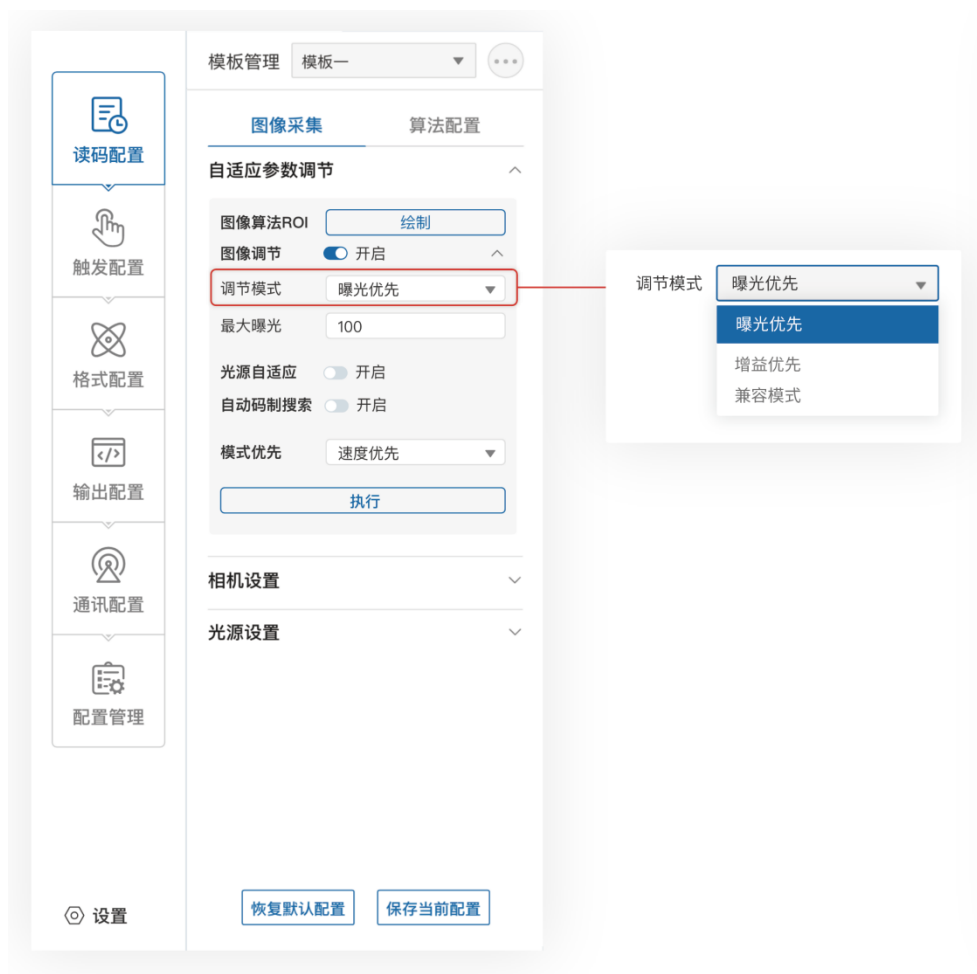 模板管理 模板一
读码配置
触发配置
格式配置
输出配置
通讯配置
配置管理
设置
图像采集 算法配置
自适应参数调节
图像算法ROI 绘制
图像调节 开启
调节模式 曝光优先
最大曝光 100
光源自适应 开启
自动码制搜索 开启
模式优先 速度优先
执行
相机设置
光源设置
恢复默认配置 保存当前配置
调节模式 曝光优先
曝光优先
增益优先
兼容模式